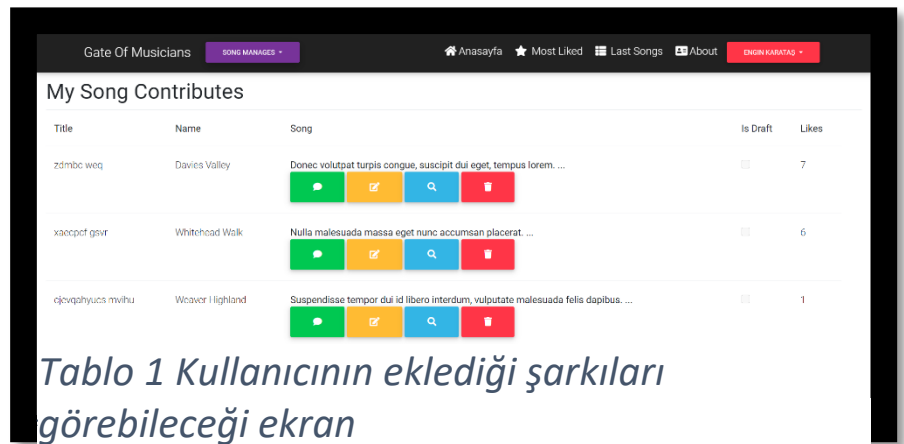 Gate Of Musicians SONG MANAGES Anasayfa Most Liked Last Songs About ENGIN KARATAŞ
My Song Contributes
Title Name Song Is Draft Likes
zdmbc weq Davies Valley Donec volutpat turpis congue, suscipit dui eget, tempus lorem. ... 7
xaccpcf gsvr Whitehead Walk Nulla malesuada massa eget nunc accumsan placerat. ... 6
cjcvqahyucs mvihu Weaver Highland Suspendisse tempor dui id libero interdum, vulputate malesuada felis dapibus. ... 1
Tablo 1 Kullanıcının eklediği şarkıları
görebileceği ekran